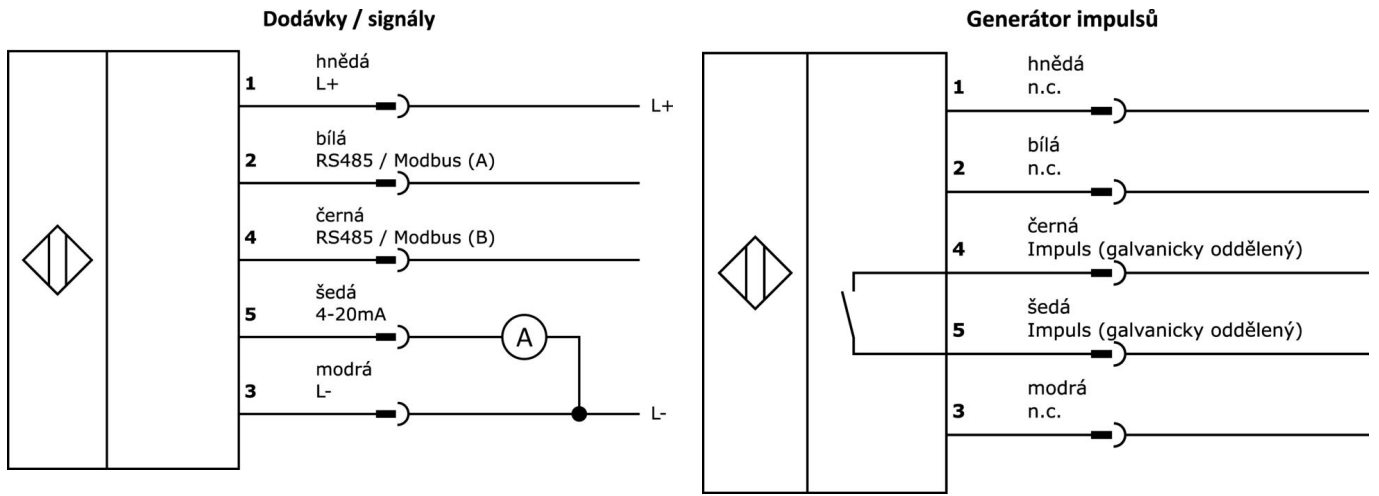 Dodávky / signály
hnědá
1 L+
L+
bílá
2 RS485 / Modbus (A)
černá
4 RS485 / Modbus (B)
šedá
5 4-20mA
A
modrá
3 L-
L-
Generátor impulsů
hnědá
1 n.c.
bílá
2 n.c.
černá
4 Impuls (galvanicky oddělený)
šedá
5 Impuls (galvanicky oddělený)
modrá
3 n.c.